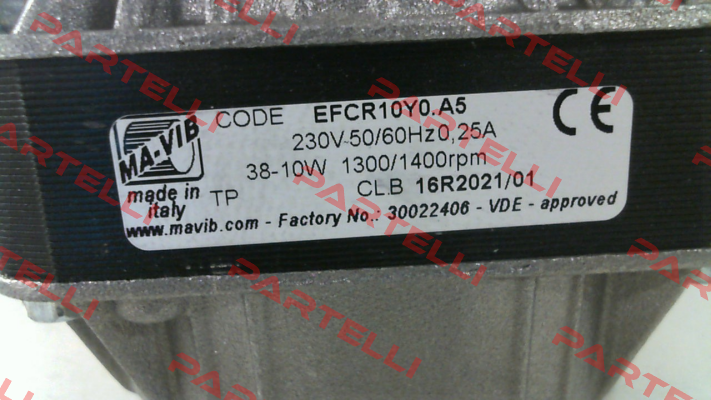 MA-VIB
CODE EFCR10Y0.A5
230V~50/60Hz0,25A
38-10W 1300/1400rpm
made in
italy
TP
CLB 16R2021/01
www.mavib.com - Factory No.: 30022406 - VDE - approved
CE
PARTELLI
PARTELLI
PARTELLI
PARTELLI
PARTELLI
PARTELLI
PARTELLI